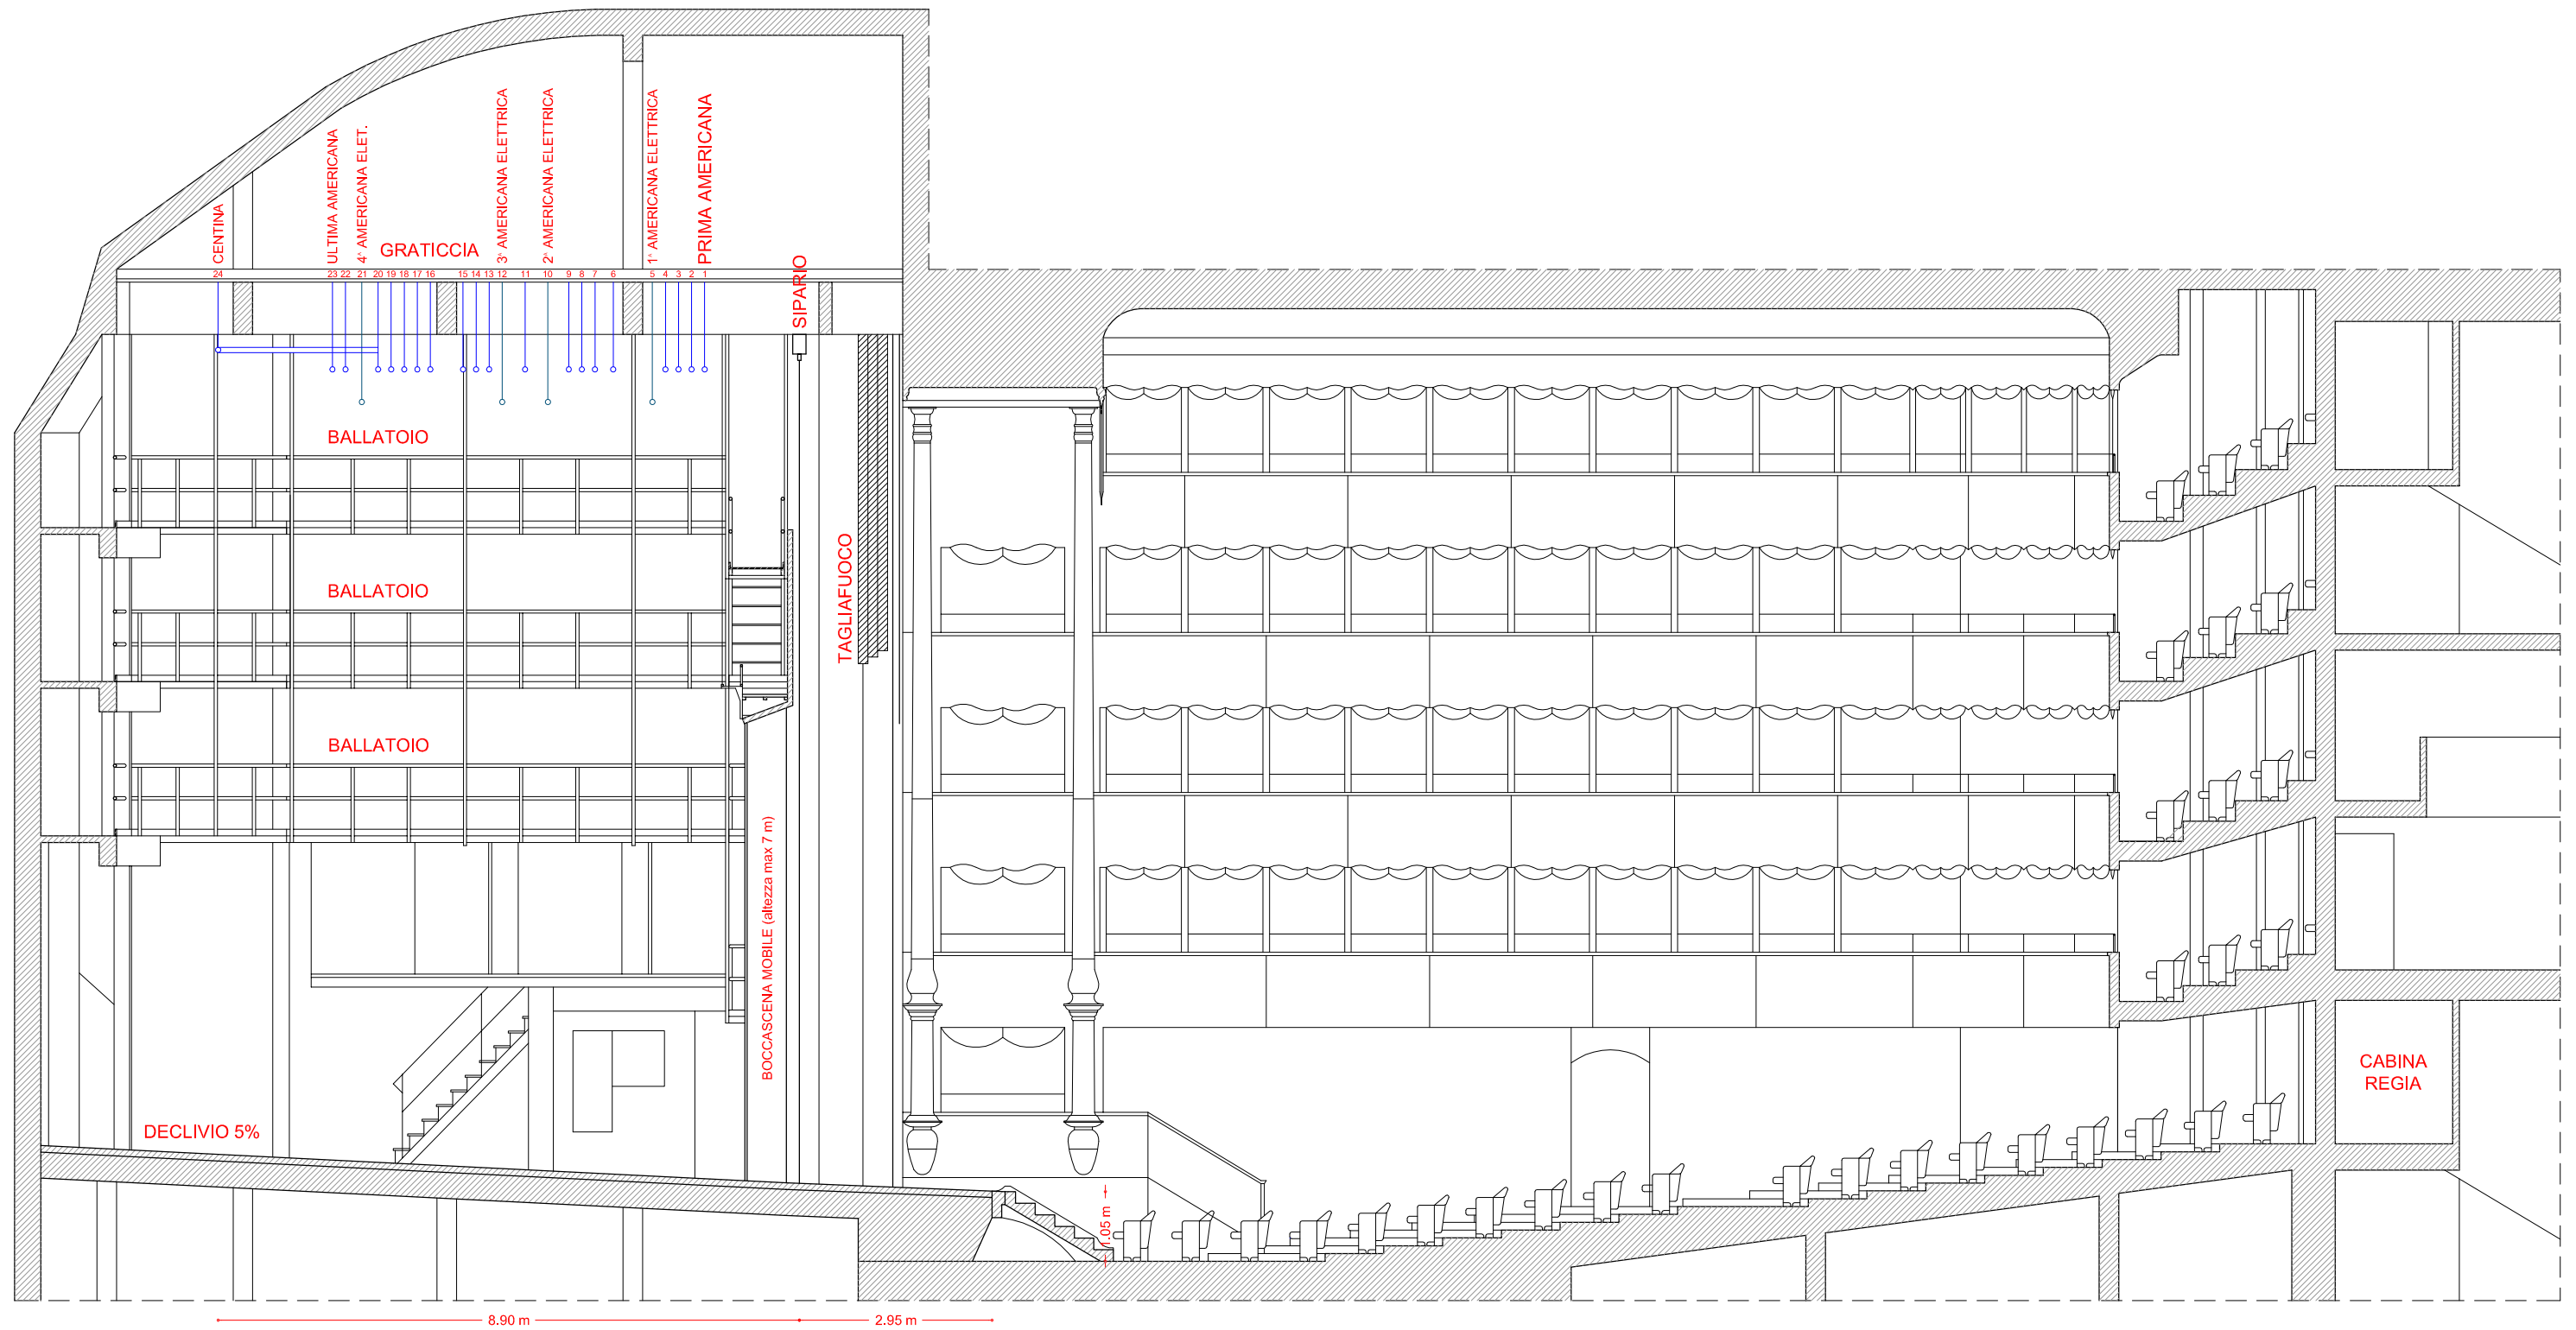 CENTINA
ULTIMA AMERICANA
4^ AMERICANA ELET.
3^ AMERICANA ELETTRICA
2^ AMERICANA ELETTRICA
1^ AMERICANA ELETTRICA
PRIMA AMERICANA
GRATICCIA
24 23 22 21 20 19 18 17 16 15 14 13 12 11 10 9 8 7 6 5 4 3 2 1
SIPARIO
BALLATOIO
TAGLIAFUOCO
BALLATOIO
BALLATOIO
BOCCASCENA MOBILE (altezza max 7 m)
CABINA
REGIA
DECLIVIO 5%
1.05 m
8.90 m
2.95 m